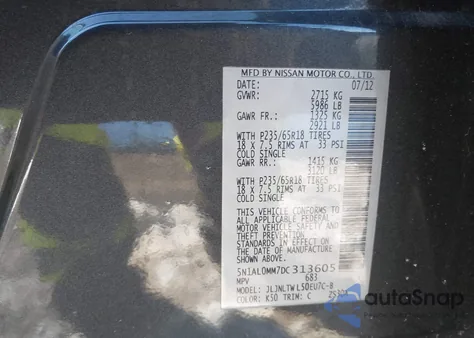 MFD BY NISSAN MOTOR CO., LTD.
DATE: 07/12
GVWR: 2715 KG
5986 LB
GAWR FR.: 1325 KG
2921 LB
WITH P235/65R18 TIRES
18 X 7.5 RIMS AT 33 PSI
COLD SINGLE
GAWR RR.: 1415 KG
3120 LB
WITH P235/65R18 TIRES
18 X 7.5 RIMS AT 33 PSI
COLD SINGLE
THIS VEHICLE CONFORMS TO
ALL APPLICABLE FEDERAL
MOTOR VEHICLE SAFETY AND
THEFT PREVENTION
STANDARDS IN EFFECT ON THE
DATE OF MANUFACTURE
SHOWN ABOVE.
5N1AL0MM7DC313605
MPV 683
MODEL: JLJNLTWL50EU7C-B
COLOR: K50 TRIM: C
autoSnap